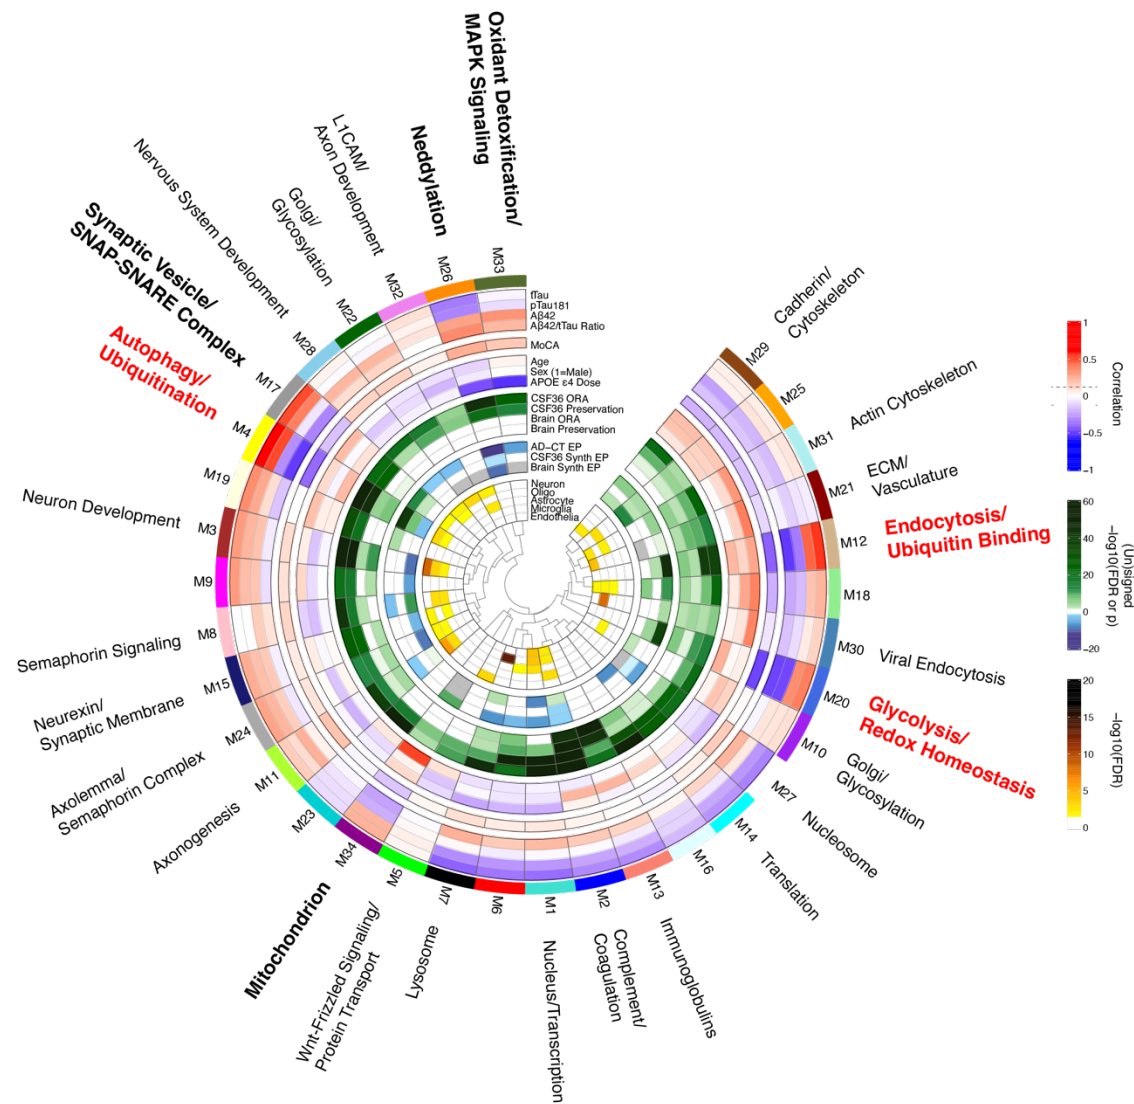 Oxidant Detoxification/
MAPK Signaling
Neddylation
L1CAM/
Axon Development
Golgi/
Glycosylation
Nervous System Development
Synaptic Vesicle/
SNAP-SNARE Complex
Autophagy/
Ubiquitination
Neuron Development
Semaphorin Signaling
Neurexin/
Synaptic Membrane
Axolemma/
Semaphorin Complex
Axonogenesis
Mitochondrion
Wnt-Frizzled Signaling/
Protein Transport
Lysosome
Nucleus/Transcription
Complement/
Coagulation
Immunoglobulins
Translation
Nucleosome
Golgi/
Glycosylation
Glycolysis/
Redox Homeostasis
Viral Endocytosis
Endocytosis/
Ubiquitin Binding
ECM/
Vasculature
Actin Cytoskeleton
Cadherin/
Cytoskeleton
M33
M26
M32
M22
M28
M17
M4
M19
M3
M9
M8
M15
M24
M11
M23
M34
M5
M7
M6
M1
M2
M13
M16
M14
M27
M10
M20
M30
M18
M12
M21
M31
M25
M29
tTau
pTau181
Aβ42
Aβ42/tTau Ratio
MoCA
Age
Sex (1=Male)
APOE ε4 Dose
CSF36 ORA
CSF36 Preservation
Brain ORA
Brain Preservation
AD−CT EP
CSF36 Synth EP
Brain Synth EP
Neuron
Oligo
Astrocyte
Microglia
Endothelia
1
0.5
0
−0.5
−1
Correlation
60
40
20
0
−20
(Un)signed
−log10(FDR or p)
20
15
10
5
0
−log10(FDR)